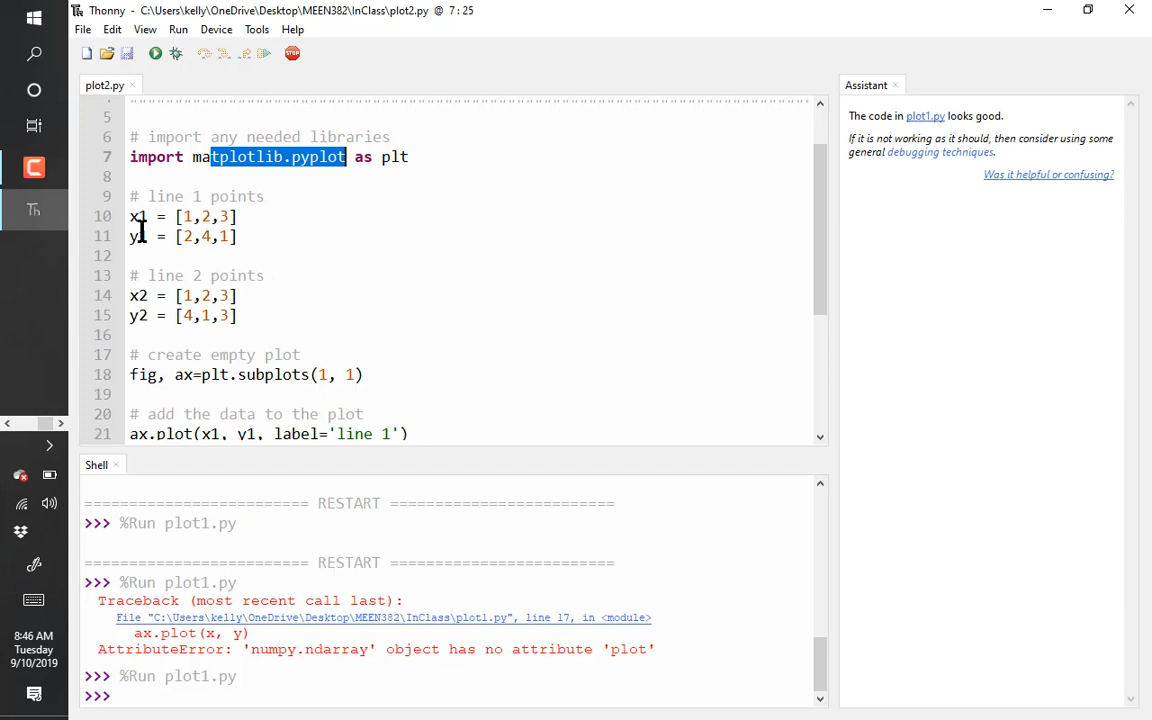 Thonny - C:\Users\kelly\OneDrive\Desktop\MEEN382\InClass\plot2.py @ 7 : 25
File Edit View Run Device Tools Help
STOP
plot2.py ×
Assistant ×
5
6 # import any needed libraries
7 import matplotlib.pyplot as plt
8
9 # line 1 points
10 x1 = [1,2,3]
11 y1 = [2,4,1]
12
13 # line 2 points
14 x2 = [1,2,3]
15 y2 = [4,1,3]
16
17 # create empty plot
18 fig, ax=plt.subplots(1, 1)
19
20 # add the data to the plot
21 ax.plot(x1, y1, label='line 1')
The code in plot1.py looks good.
If it is not working as it should, then consider using some
general debugging techniques.
Was it helpful or confusing?
Shell ×
======================== RESTART ========================
>>> %Run plot1.py
======================== RESTART ========================
>>> %Run plot1.py
Traceback (most recent call last):
File "C:\Users\kelly\OneDrive\Desktop\MEEN382\InClass\plot1.py", line 17, in <module>
ax.plot(x, y)
AttributeError: 'numpy.ndarray' object has no attribute 'plot'
>>> %Run plot1.py
>>>
Th
8:46 AM
Tuesday
9/10/2019